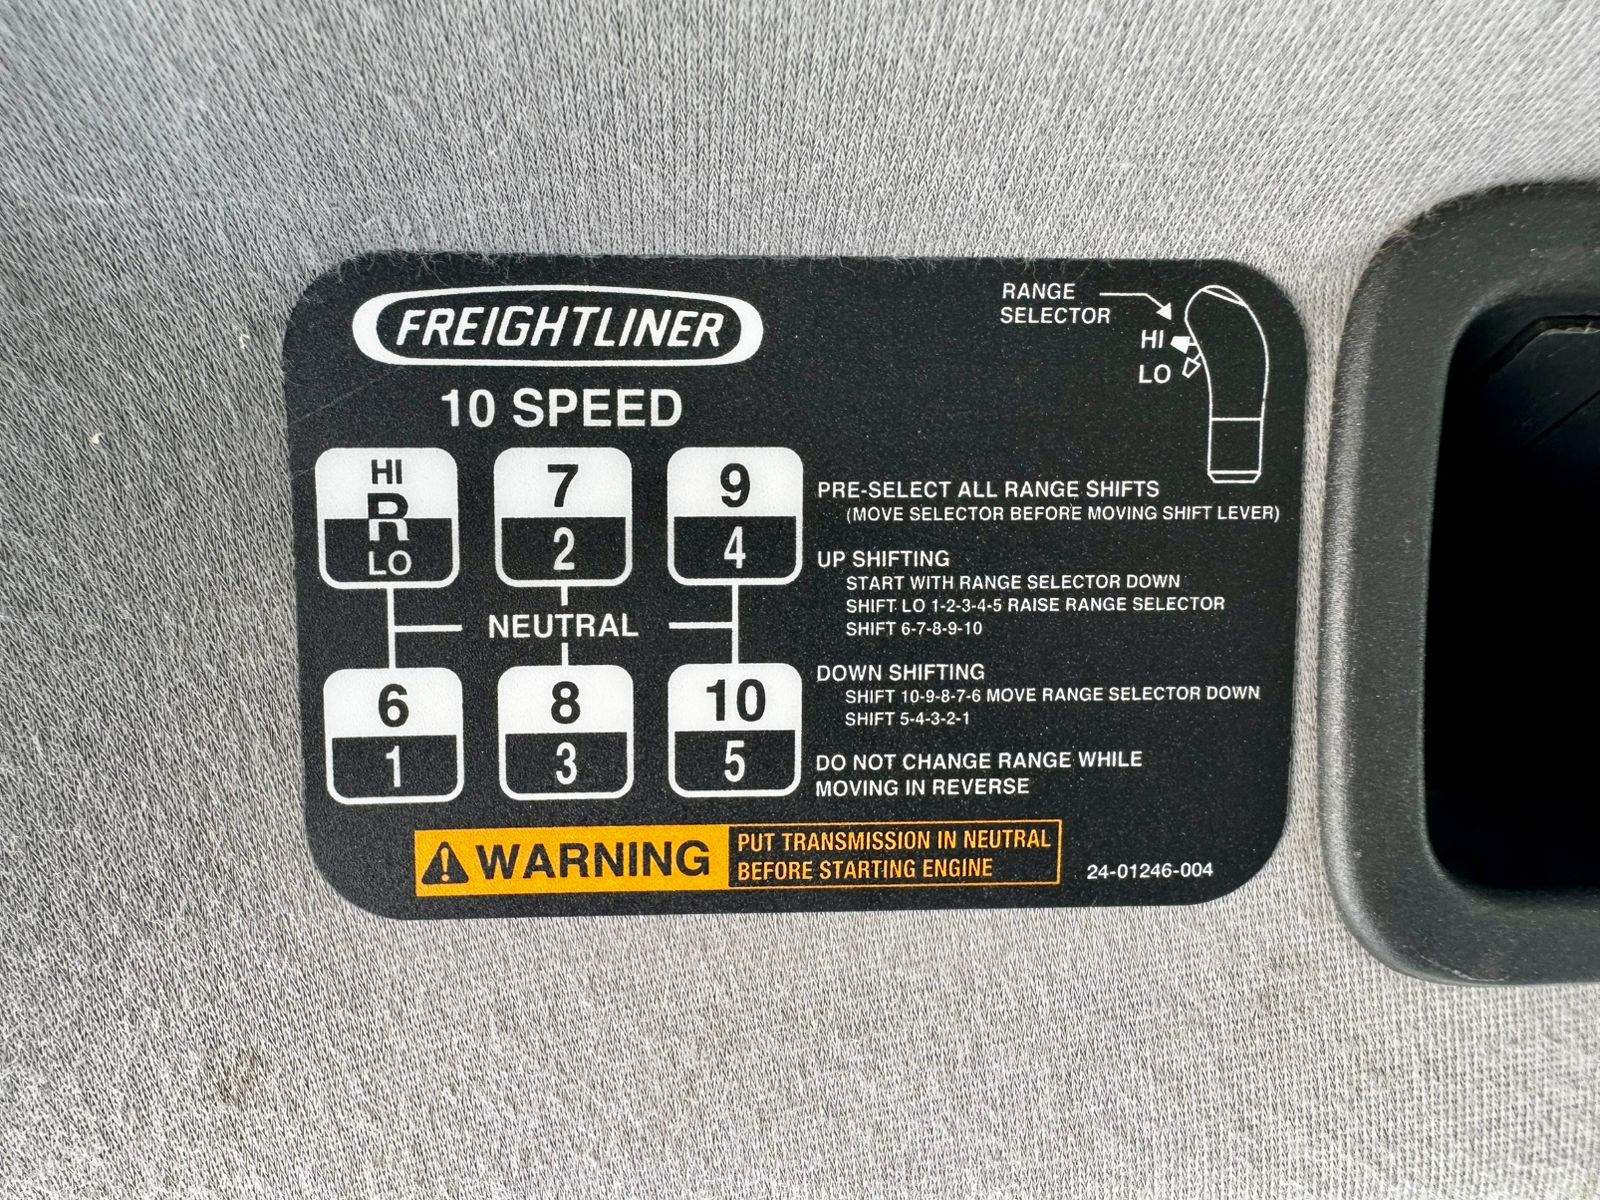 FREIGHTLINER
10 SPEED
RANGE
SELECTOR
HI
LO
HI
R
LO
7
2
9
4
NEUTRAL
6
1
8
3
10
5
PRE-SELECT ALL RANGE SHIFTS
(MOVE SELECTOR BEFORE MOVING SHIFT LEVER)
UP SHIFTING
START WITH RANGE SELECTOR DOWN
SHIFT LO 1-2-3-4-5 RAISE RANGE SELECTOR
SHIFT 6-7-8-9-10
DOWN SHIFTING
SHIFT 10-9-8-7-6 MOVE RANGE SELECTOR DOWN
SHIFT 5-4-3-2-1
DO NOT CHANGE RANGE WHILE
MOVING IN REVERSE
WARNING
PUT TRANSMISSION IN NEUTRAL
BEFORE STARTING ENGINE
24-01246-004